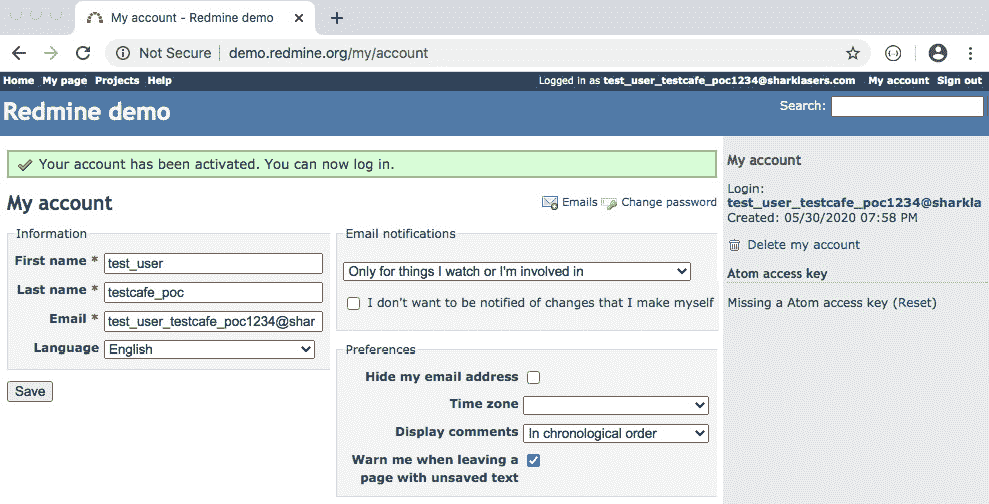 My account - Redmine demo
Not Secure demo.redmine.org/my/account
Home My page Projects Help
Logged in as test_user_testcafe_poc1234@sharklasers.com My account Sign out
Redmine demo
Search:
Your account has been activated. You can now log in.
My account
Emails Change password
Information
First name * test_user
Last name * testcafe_poc
Email * test_user_testcafe_poc1234@shar
Language English
Save
Email notifications
Only for things I watch or I'm involved in
I don't want to be notified of changes that I make myself
Preferences
Hide my email address
Time zone
Display comments In chronological order
Warn me when leaving a
page with unsaved text
My account
Login:
test_user_testcafe_poc1234@sharkla
Created: 05/30/2020 07:58 PM
Delete my account
Atom access key
Missing a Atom access key (Reset)